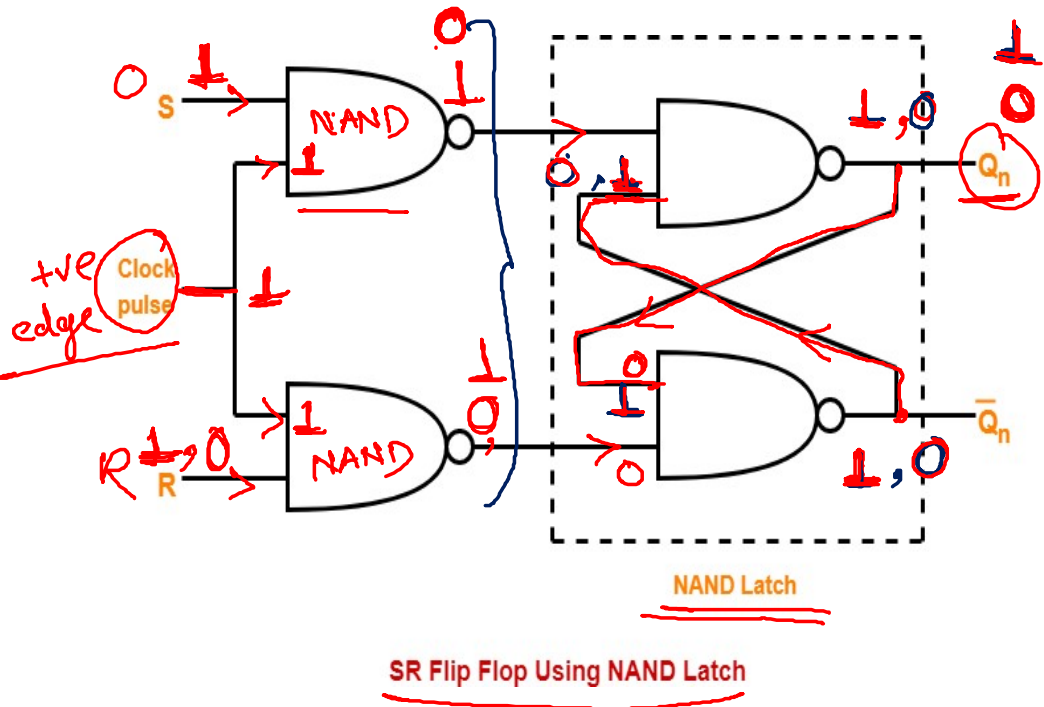 0 1
S
NAND
1
0
1
0, 1
1, 0
1
0
Qn
+ve
edge
Clock
pulse
1
1
NAND
R 1, 0
R
1
0,
0
1
0
1, 0
Q̅n
NAND Latch
SR Flip Flop Using NAND Latch